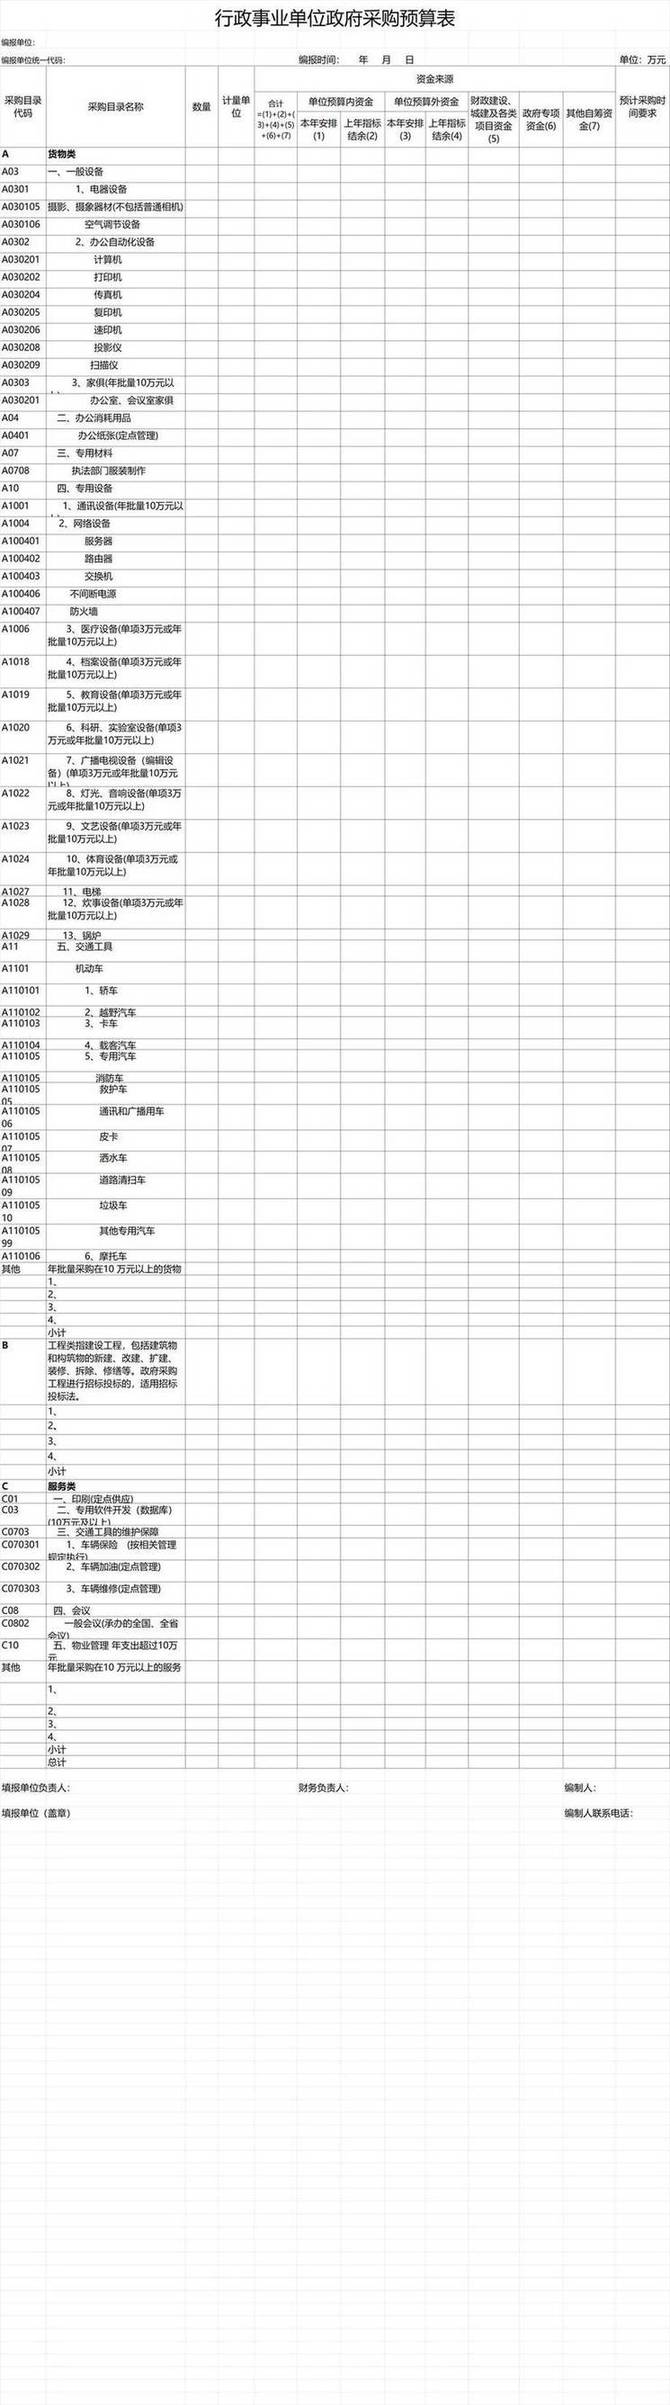 行政事业单位政府采购预算表
编报单位:
编报单位统一代码: 编报时间: 年 月 日 单位: 万元
采购目录代码 采购目录名称 数量 计量单位 资金来源 预计采购时间要求
合计=(1)+(2)+(3)+(4)+(5)+(6)+(7) 单位预算内资金 单位预算外资金 财政建设、城建及各类项目资金(5) 政府专项资金(6) 其他自筹资金(7)
本年安排(1) 上年指标结余(2) 本年安排(3) 上年指标结余(4)
A 货物类
A03 一、一般设备
A0301 1、电器设备
A030105 摄影、摄象器材(不包括普通相机)
A030106 空气调节设备
A0302 2、办公自动化设备
A030201 计算机
A030202 打印机
A030204 传真机
A030205 复印机
A030206 速印机
A030208 投影仪
A030209 扫描仪
A0303 3、家俱(年批量10万元以
A030201 办公室、会议室家俱
A04 二、办公消耗用品
A0401 办公纸张(定点管理)
A07 三、专用材料
A0708 执法部门服装制作
A10 四、专用设备
A1001 1、通讯设备(年批量10万元以
A1004 2、网络设备
A100401 服务器
A100402 路由器
A100403 交换机
A100406 不间断电源
A100407 防火墙
A1006 3、医疗设备(单项3万元或年
批量10万元以上)
A1018 4、档案设备(单项3万元或年
批量10万元以上)
A1019 5、教育设备(单项3万元或年
批量10万元以上)
A1020 6、科研、实验室设备(单项3
万元或年批量10万元以上)
A1021 7、广播电视设备（编辑设
备）(单项3万元或年批量10万元
以上)
A1022 8、灯光、音响设备(单项3万
元或年批量10万元以上)
A1023 9、文艺设备(单项3万元或年
批量10万元以上)
A1024 10、体育设备(单项3万元或
年批量10万元以上)
A1027 11、电梯
A1028 12、炊事设备(单项3万元或年
批量10万元以上)
A1029 13、锅炉
A11 五、交通工具
A1101 机动车
A110101 1、轿车
A110102 2、越野汽车
A110103 3、卡车
A110104 4、载客汽车
A110105 5、专用汽车
A110105 消防车
A110105 救护车
05
A110105 通讯和广播用车
06
A110105 皮卡
07
A110105 洒水车
08
A110105 道路清扫车
09
A110105 垃圾车
10
A110105 其他专用汽车
99
A110106 6、摩托车
其他 年批量采购在10 万元以上的货物
1、
2、
3、
4、
小计
B 工程类指建设工程，包括建筑物
和构筑物的新建、改建、扩建、
装修、拆除、修缮等。政府采购
工程进行招标投标的，适用招标
投标法。
1、
2、
3、
4、
小计
C 服务类
C01 一、印刷(定点供应)
C03 二、专用软件开发（数据库）
(10万元及以上)
C0703 三、交通工具的维护保障
C070301 1、车辆保险 (按相关管理
规定执行)
C070302 2、车辆加油(定点管理)
C070303 3、车辆维修(定点管理)
C08 四、会议
C0802 一般会议(承办的全国、全省
会议)
C10 五、物业管理 年支出超过10万
元
其他 年批量采购在10 万元以上的服务
1、
2、
3、
4、
小计
总计
填报单位负责人: 财务负责人: 编制人:
填报单位（盖章） 编制人联系电话: